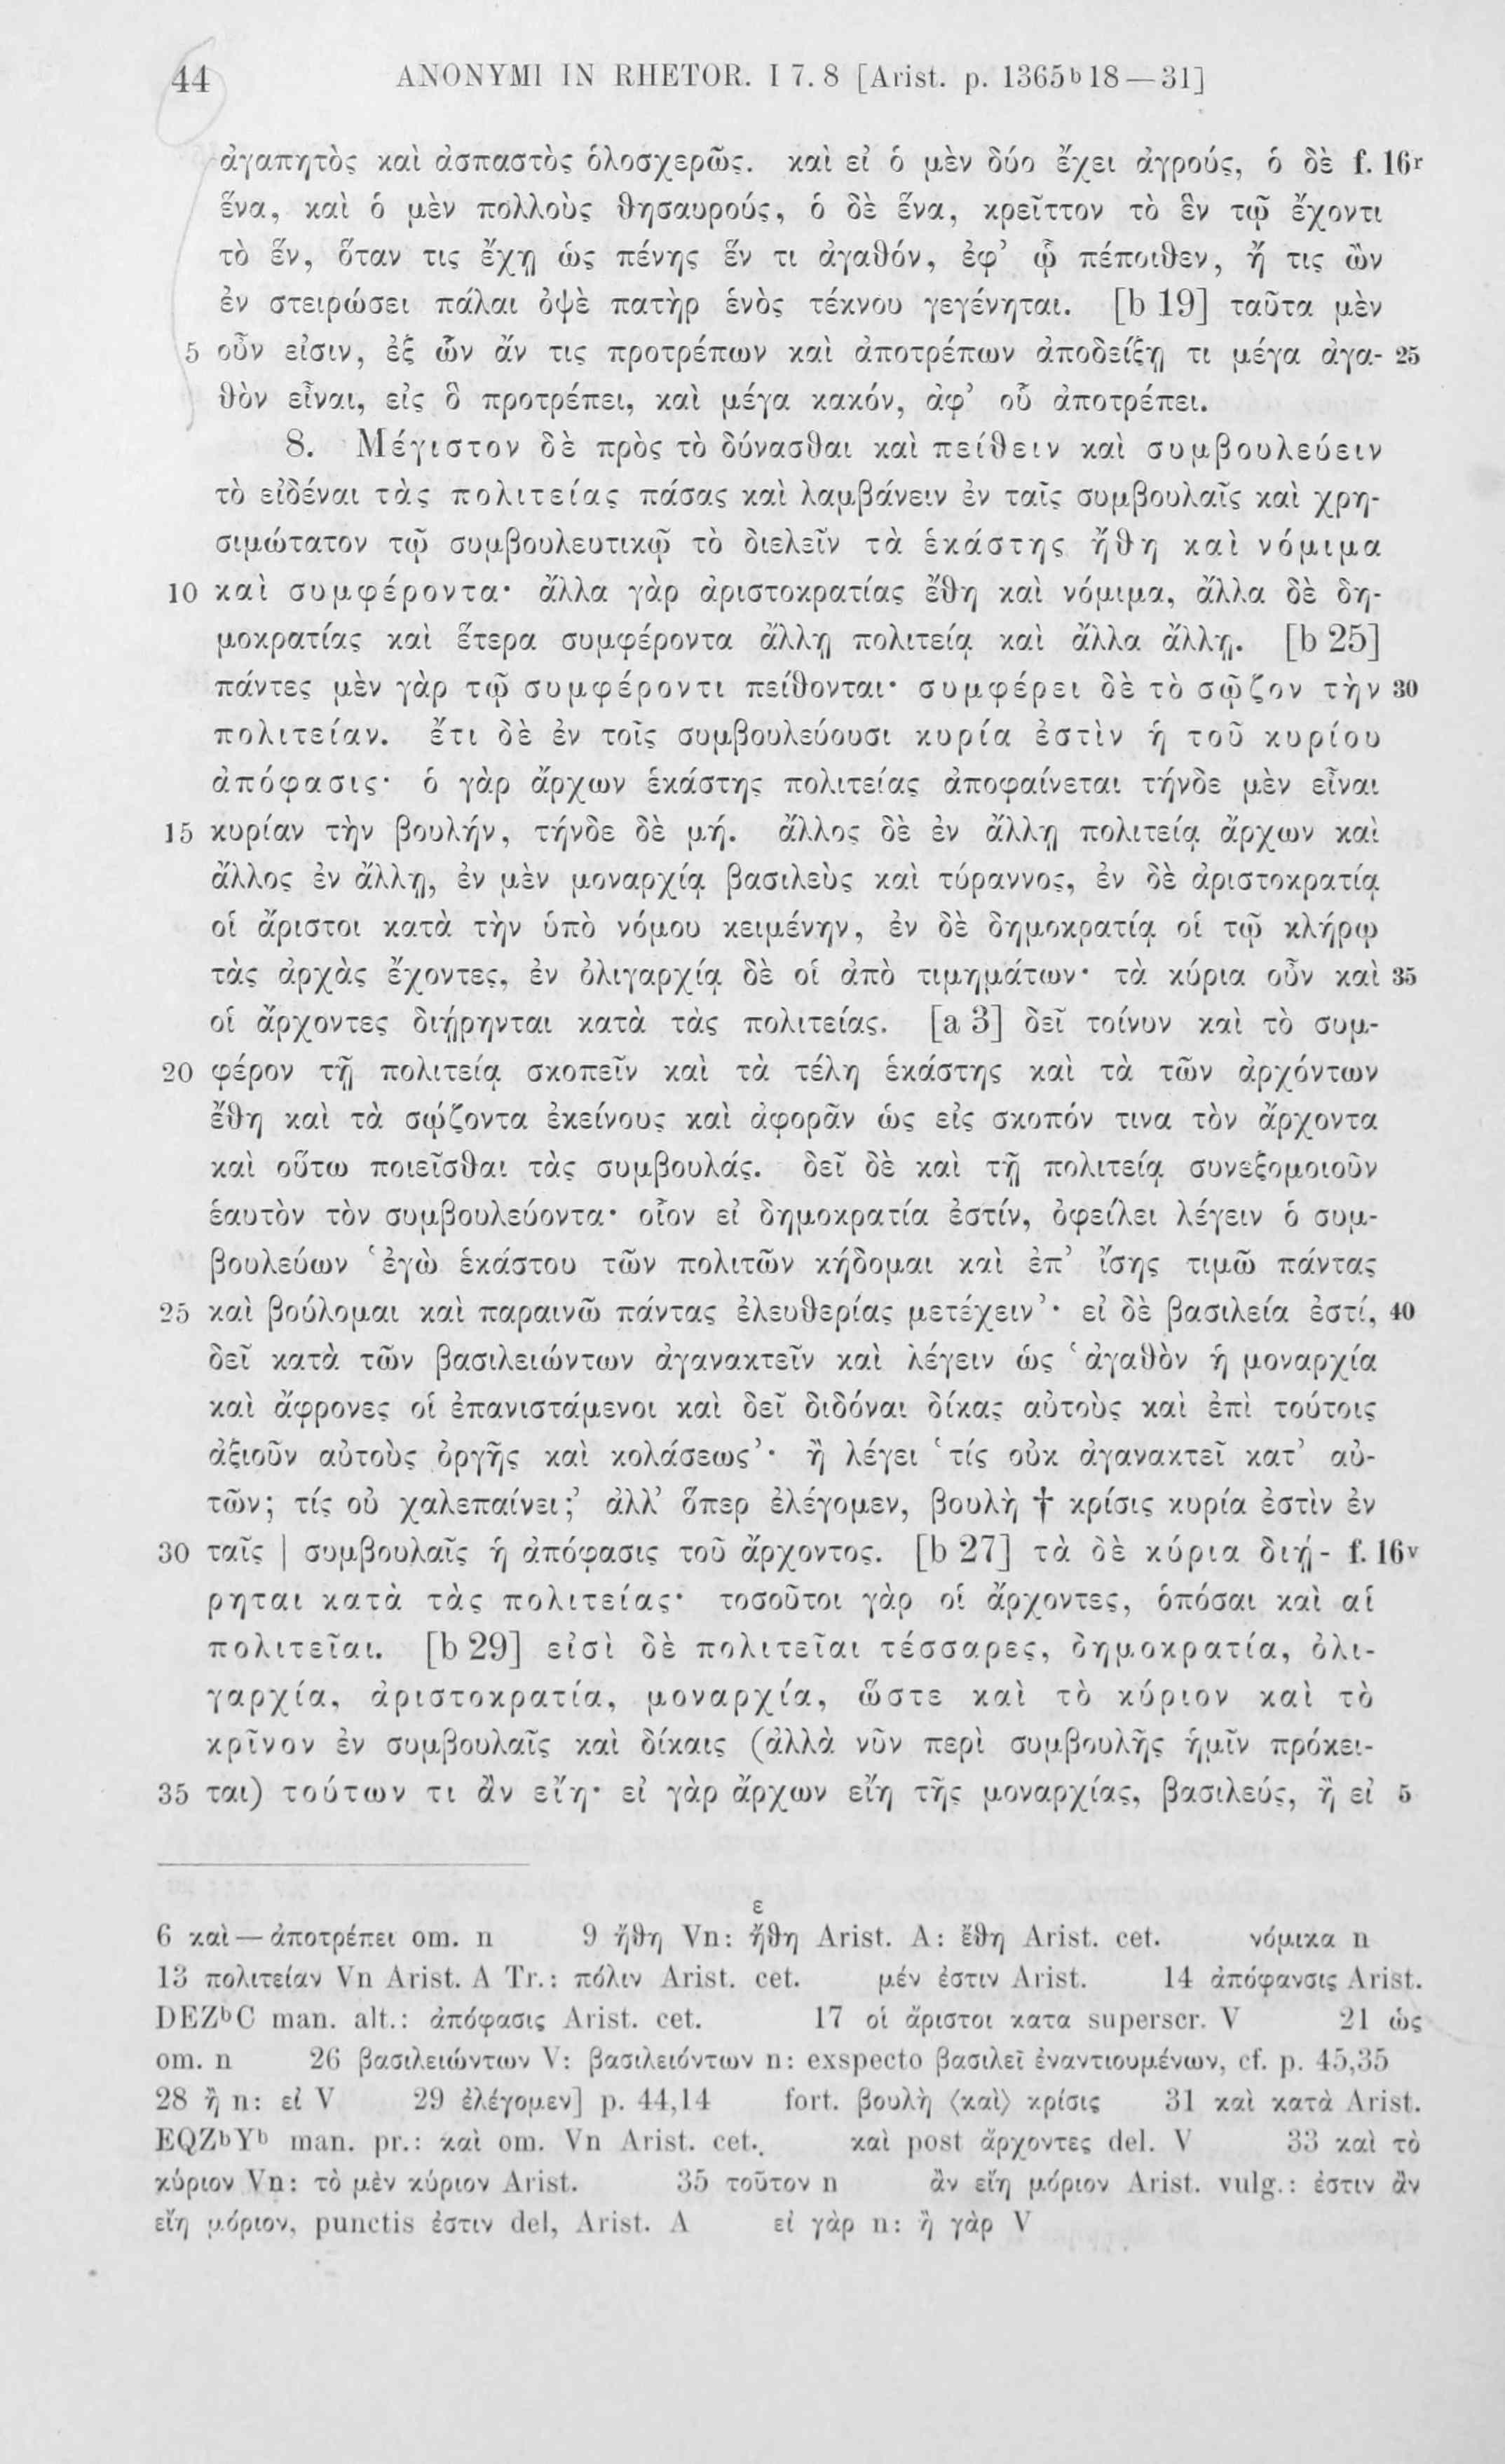 44 ANONYMI IN RHETOR. I 7. 8 [Arist. p. 1365b 18—31]
ἀγαπητὸς καὶ ἀσπαστὸς ὁλοσχερῶς. καὶ εἰ ὁ μὲν δύο ἔχει ἀγρούς, ὁ δὲ f. 16r
ἕνα, καὶ ὁ μὲν πολλοὺς θησαυρούς, ὁ δὲ ἕνα, κρεῖττον τὸ ἓν τῷ ἔχοντι
τὸ ἕν, ὅταν τις ἔχῃ ὡς πένης ἕν τι ἀγαθόν, ἐφ' ᾧ πέποιθεν, ἤ τις ὢν
ἐν στειρώσει πάλαι ὀψὲ πατὴρ ἑνὸς τέκνου γεγένηται. [b 19] ταῦτα μὲν
5 οὖν εἰσιν, ἐξ ὧν ἄν τις προτρέπων καὶ ἀποτρέπων ἀποδείξῃ τι μέγα ἀγα- 25
θὸν εἶναι, εἰς ὃ προτρέπει, καὶ μέγα κακόν, ἀφ' οὗ ἀποτρέπει.
8. Μέγιστον δὲ πρὸς τὸ δύνασθαι καὶ πείθειν καὶ συμβουλεύειν
τὸ εἰδέναι τὰς πολιτείας πάσας καὶ λαμβάνειν ἐν ταῖς συμβουλαῖς καὶ χρη-
σιμώτατον τῷ συμβουλευτικῷ τὸ διελεῖν τὰ ἑκάστης ἤθη καὶ νόμιμα
10 καὶ συμφέροντα· ἄλλα γὰρ ἀριστοκρατίας ἔθη καὶ νόμιμα, ἄλλα δὲ δη-
μοκρατίας καὶ ἕτερα συμφέροντα ἄλλῃ πολιτείᾳ καὶ ἄλλα ἄλλῃ. [b 25]
πάντες μὲν γὰρ τῷ συμφέροντι πείθονται· συμφέρει δὲ τὸ σῷζον τὴν 30
πολιτείαν. ἔτι δὲ ἐν τοῖς συμβουλεύουσι κυρία ἐστὶν ἡ τοῦ κυρίου
ἀπόφασις· ὁ γὰρ ἄρχων ἑκάστης πολιτείας ἀποφαίνεται τήνδε μὲν εἶναι
15 κυρίαν τὴν βουλήν, τήνδε δὲ μή. ἄλλος δὲ ἐν ἄλλῃ πολιτείᾳ ἄρχων καὶ
ἄλλος ἐν ἄλλῃ, ἐν μὲν μοναρχίᾳ βασιλεὺς καὶ τύραννος, ἐν δὲ ἀριστοκρατίᾳ
οἱ ἄριστοι κατὰ τὴν ὑπὸ νόμου κειμένην, ἐν δὲ δημοκρατίᾳ οἱ τῷ κλήρῳ
τὰς ἀρχὰς ἔχοντες, ἐν ὀλιγαρχίᾳ δὲ οἱ ἀπὸ τιμημάτων· τὰ κύρια οὖν καὶ 35
οἱ ἄρχοντες διῄρηνται κατὰ τὰς πολιτείας. [a 3] δεῖ τοίνυν καὶ τὸ συμ-
20 φέρον τῇ πολιτείᾳ σκοπεῖν καὶ τὰ τέλη ἑκάστης καὶ τὰ τῶν ἀρχόντων
ἔθη καὶ τὰ σῴζοντα ἐκείνους καὶ ἀφορᾶν ὡς εἰς σκοπόν τινα τὸν ἄρχοντα
καὶ οὕτω ποιεῖσθαι τὰς συμβουλάς. δεῖ δὲ καὶ τῇ πολιτείᾳ συνεξομοιοῦν
ἑαυτὸν τὸν συμβουλεύοντα· οἷον εἰ δημοκρατία ἐστίν, ὀφείλει λέγειν ὁ συμ-
βουλεύων ‘ἐγὼ ἑκάστου τῶν πολιτῶν κήδομαι καὶ ἐπ' ἴσης τιμῶ πάντας
25 καὶ βούλομαι καὶ παραινῶ πάντας ἐλευθερίας μετέχειν’· εἰ δὲ βασιλεία ἐστί, 40
δεῖ κατὰ τῶν βασιλειώντων ἀγανακτεῖν καὶ λέγειν ὡς ‘ἀγαθὸν ἡ μοναρχία
καὶ ἄφρονες οἱ ἐπανιστάμενοι καὶ δεῖ διδόναι δίκας αὐτοὺς καὶ ἐπὶ τούτοις
ἀξιοῦν αὐτοὺς ὀργῆς καὶ κολάσεως’· ἢ λέγει ‘τίς οὐκ ἀγανακτεῖ κατ' αὐ-
τῶν; τίς οὐ χαλεπαίνει;’ ἀλλ' ὅπερ ἐλέγομεν, βουλὴ † κρίσις κυρία ἐστὶν ἐν
30 ταῖς | συμβουλαῖς ἡ ἀπόφασις τοῦ ἄρχοντος. [b 27] τὰ δὲ κύρια διῄ- f. 16v
ρηται κατὰ τὰς πολιτείας· τοσοῦτοι γὰρ οἱ ἄρχοντες, ὁπόσαι καὶ αἱ
πολιτεῖαι. [b 29] εἰσὶ δὲ πολιτεῖαι τέσσαρες, δημοκρατία, ὀλι-
γαρχία, ἀριστοκρατία, μοναρχία, ὥστε καὶ τὸ κύριον καὶ τὸ
κρῖνον ἐν συμβουλαῖς καὶ δίκαις (ἀλλὰ νῦν περὶ συμβουλῆς ἡμῖν πρόκει-
35 ται) τούτων τι ἂν εἴη· εἰ γὰρ ἄρχων εἴη τῆς μοναρχίας, βασιλεύς, ἢ εἰ 5
ε
6 καὶ—ἀποτρέπει om. n 9 ἤθη Vn: ἤθη Arist. A: ἔθη Arist. cet. νόμικα n
13 πολιτείαν Vn Arist. A Tr.: πόλιν Arist. cet. μέν ἐστιν Arist. 14 ἀπόφανσις Arist.
DEZbC man. alt.: ἀπόφασις Arist. cet. 17 οἱ ἄριστοι κατα superscr. V 21 ὡς
om. n 26 βασιλειώντων V: βασιλειόντων n: exspecto βασιλεῖ ἐναντιουμένων, cf. p. 45,35
28 ἢ n: εἰ V 29 ἐλέγομεν] p. 44,14 fort. βουλὴ ⟨καὶ⟩ κρίσις 31 καὶ κατὰ Arist.
EQZbYb man. pr.: καὶ om. Vn Arist. cet. καὶ post ἄρχοντες del. V 33 καὶ τὸ
κύριον Vn: τὸ μὲν κύριον Arist. 35 τοῦτον n ἂν εἴη μόριον Arist. vulg.: ἐστιν ἂν
εἴη μόριον, punctis ἐστιν del, Arist. A εἰ γὰρ n: ἢ γὰρ V